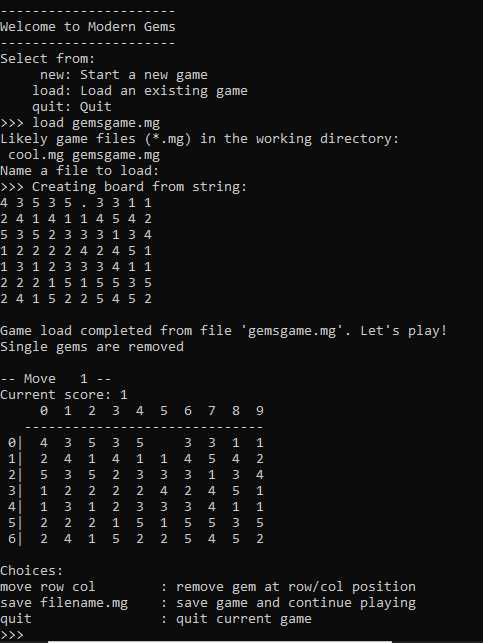 ----------------------
Welcome to Modern Gems
----------------------
Select from:
     new: Start a new game
    load: Load an existing game
    quit: Quit
>>> load gemsgame.mg
Likely game files (*.mg) in the working directory:
 cool.mg gemsgame.mg
Name a file to load:
>>> Creating board from string:
4 3 5 3 5 . 3 3 1 1
2 4 1 4 1 1 4 5 4 2
5 3 5 2 3 3 3 1 3 4
1 2 2 2 2 4 2 4 5 1
1 3 1 2 3 3 3 4 1 1
2 2 2 1 5 1 5 5 3 5
2 4 1 5 2 2 5 4 5 2

Game load completed from file 'gemsgame.mg'. Let's play!
Single gems are removed

-- Move   1 --
Current score: 1
     0  1  2  3  4  5  6  7  8  9
   ------------------------------
 0|  4  3  5  3  5     3  3  1  1
 1|  2  4  1  4  1  1  4  5  4  2
 2|  5  3  5  2  3  3  3  1  3  4
 3|  1  2  2  2  2  4  2  4  5  1
 4|  1  3  1  2  3  3  3  4  1  1
 5|  2  2  2  1  5  1  5  5  3  5
 6|  2  4  1  5  2  2  5  4  5  2

Choices:
move row col        : remove gem at row/col position
save filename.mg    : save game and continue playing
quit                : quit current game
>>>